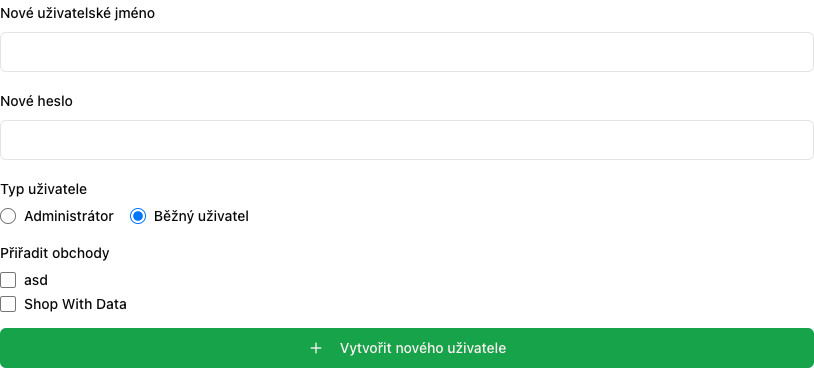 Nové uživatelské jméno
Nové heslo
Typ uživatele
Administrátor Běžný uživatel
Přiřadit obchody
asd
Shop With Data
+ Vytvořit nového uživatele